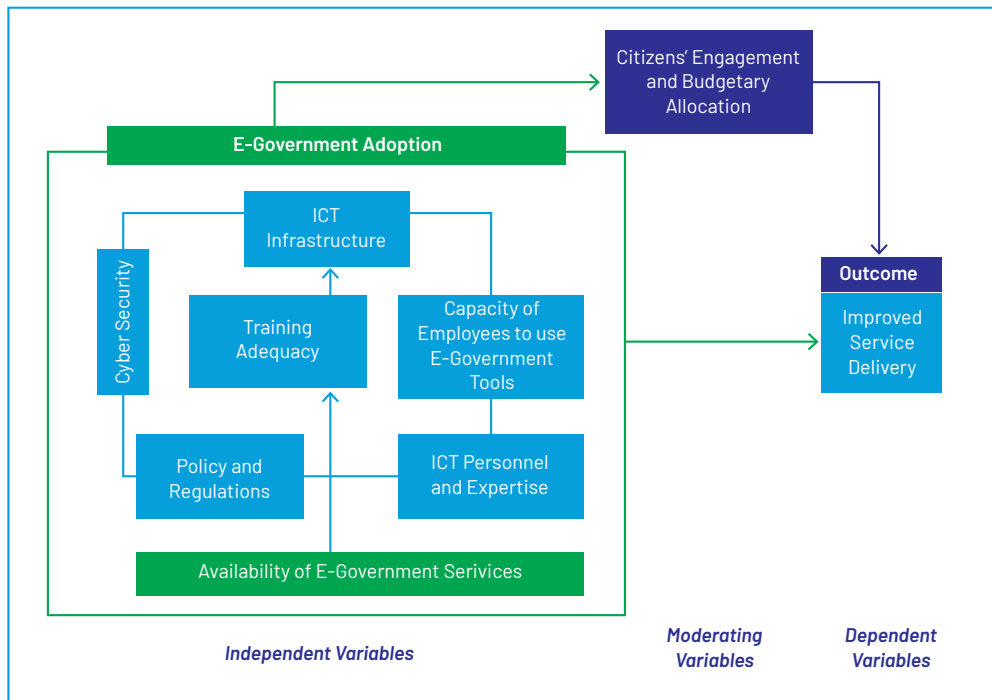 Citizens’ Engagement
and Budgetary
Allocation
E-Government Adoption
ICT
Infrastructure
Cyber Security
Training
Adequacy
Capacity of
Employees to use
E-Government
Tools
Outcome
Improved
Service
Delivery
Policy and
Regulations
ICT Personnel
and Expertise
Availability of E-Government Serivices
Independent Variables
Moderating
Variables
Dependent
Variables